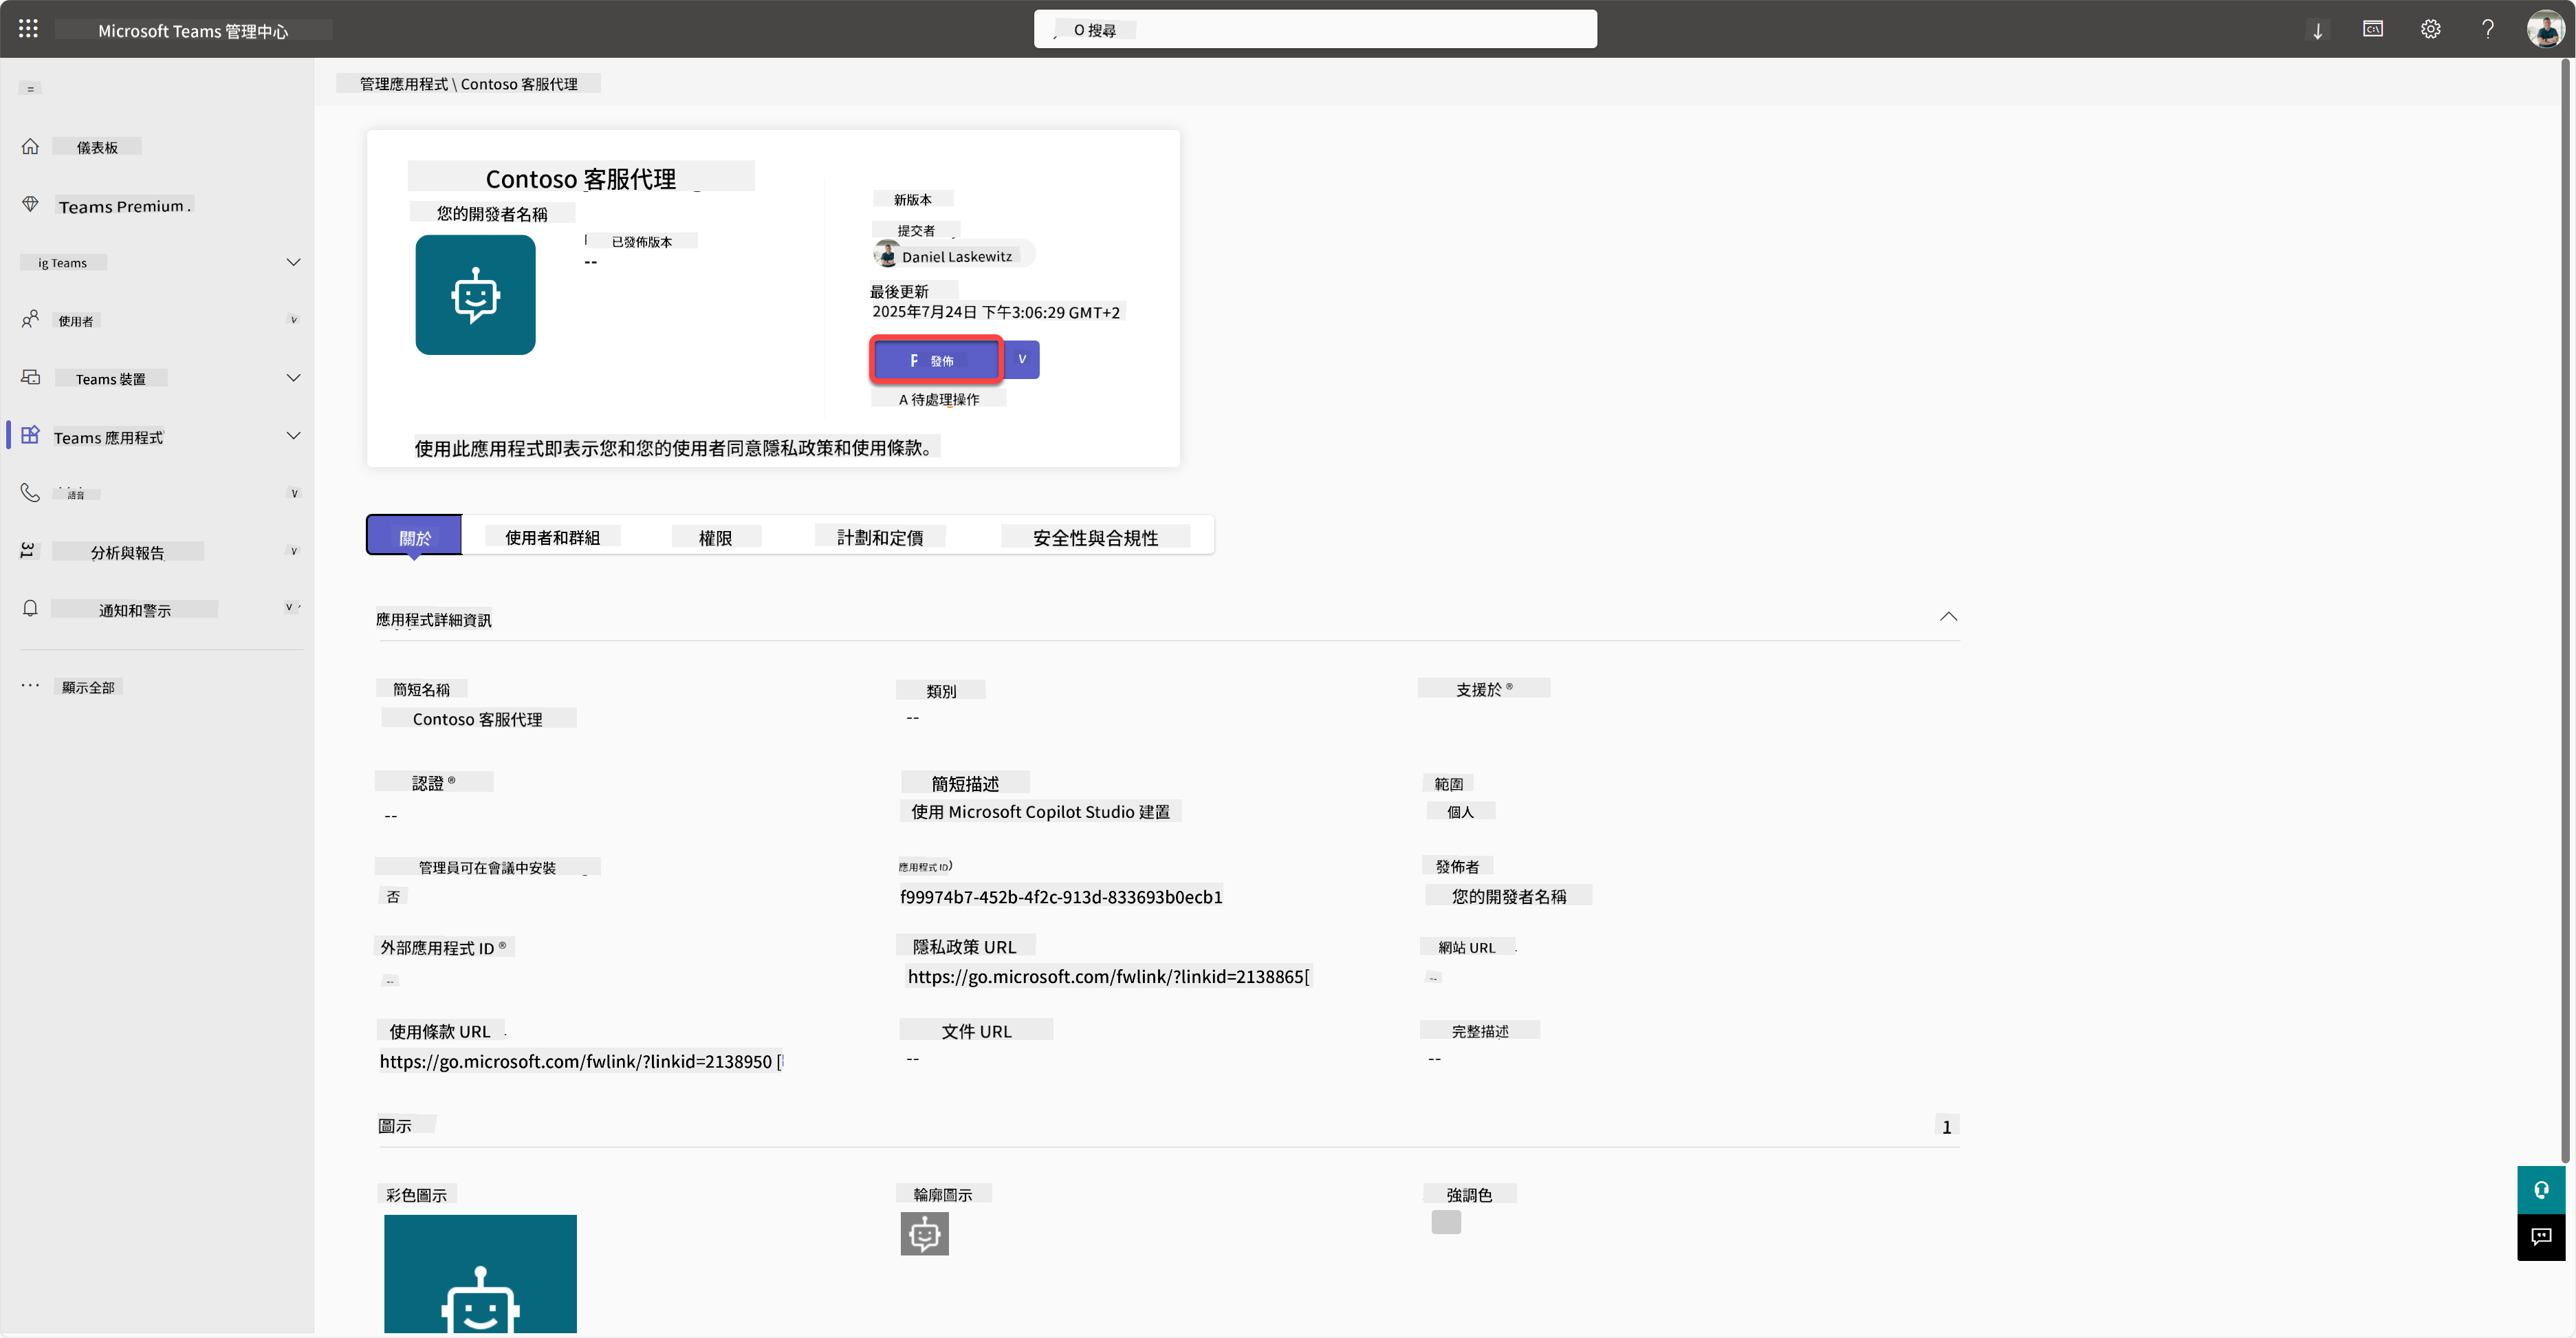 Microsoft Teams 管理中心
O 搜尋
管理應用程式 \ Contoso 客服代理
儀表板
Teams Premium .
ig Teams
使用者
Teams 裝置
Teams 應用程式
語音
分析與報告
通知和警示
顯示全部
Contoso 客服代理
您的開發者名稱
已發佈版本
--
新版本
提交者
Daniel Laskewitz
最後更新
2025年7月24日 下午3:06:29 GMT+2
發佈
V
A 待處理操作
使用此應用程式即表示您和您的使用者同意隱私政策和使用條款。
關於
使用者和群組
權限
計劃和定價
安全性與合規性
應用程式詳細資訊
簡短名稱
Contoso 客服代理
類別
--
支援於 ®
認證 ®
--
簡短描述
使用 Microsoft Copilot Studio 建置
範圍
個人
管理員可在會議中安裝
否
應用程式 ID)
f99974b7-452b-4f2c-913d-833693b0ecb1
發佈者
您的開發者名稱
外部應用程式 ID ®
--
隱私政策 URL
https://go.microsoft.com/fwlink/?linkid=2138865[
網站 URL
--
使用條款 URL
https://go.microsoft.com/fwlink/?linkid=2138950 [
文件 URL
--
完整描述
--
圖示
1
彩色圖示
輪廓圖示
強調色